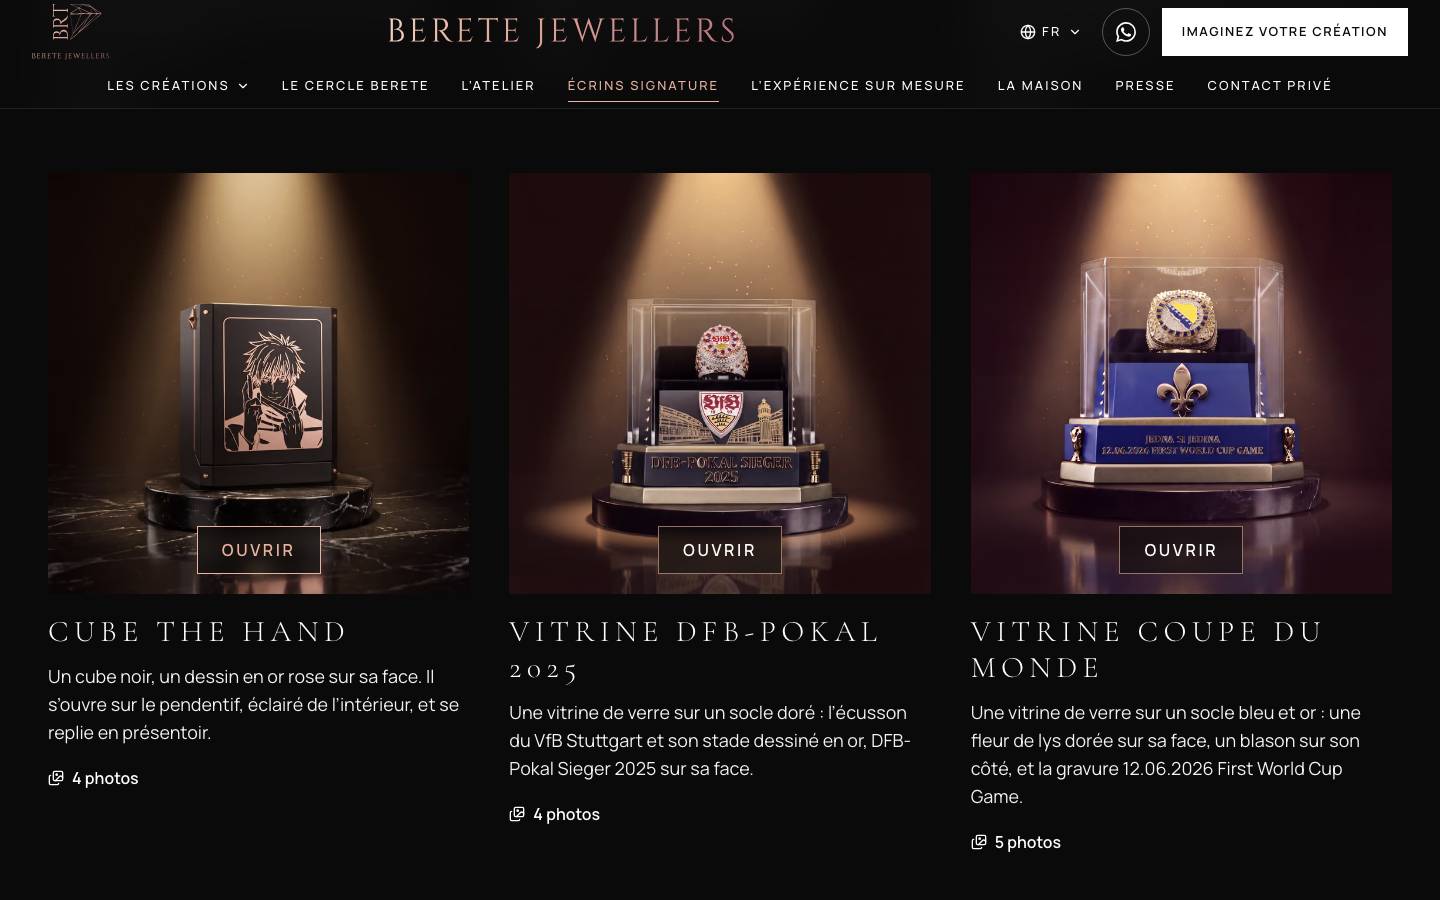 BRT
BERETE JEWELLERS
BERETE JEWELLERS
FR
IMAGINEZ VOTRE CRÉATION
LES CRÉATIONS
LE CERCLE BERETE
L'ATELIER
ÉCRINS SIGNATURE
L'EXPÉRIENCE SUR MESURE
LA MAISON
PRESSE
CONTACT PRIVÉ
OUVRIR
CUBE THE HAND
Un cube noir, un dessin en or rose sur sa face. Il
s'ouvre sur le pendentif, éclairé de l'intérieur, et se
replie en présentoir.
4 photos
VfB
VfB
DFB-POKAL SIEGER
2025
OUVRIR
VITRINE DFB-POKAL
2025
Une vitrine de verre sur un socle doré : l'écusson
du VfB Stuttgart et son stade dessiné en or, DFB-
Pokal Sieger 2025 sur sa face.
4 photos
JEDNA SI JEDINA
12.06.2026 FIRST WORLD CUP GAME
OUVRIR
VITRINE COUPE DU
MONDE
Une vitrine de verre sur un socle bleu et or : une
fleur de lys dorée sur sa face, un blason sur son
côté, et la gravure 12.06.2026 First World Cup
Game.
5 photos